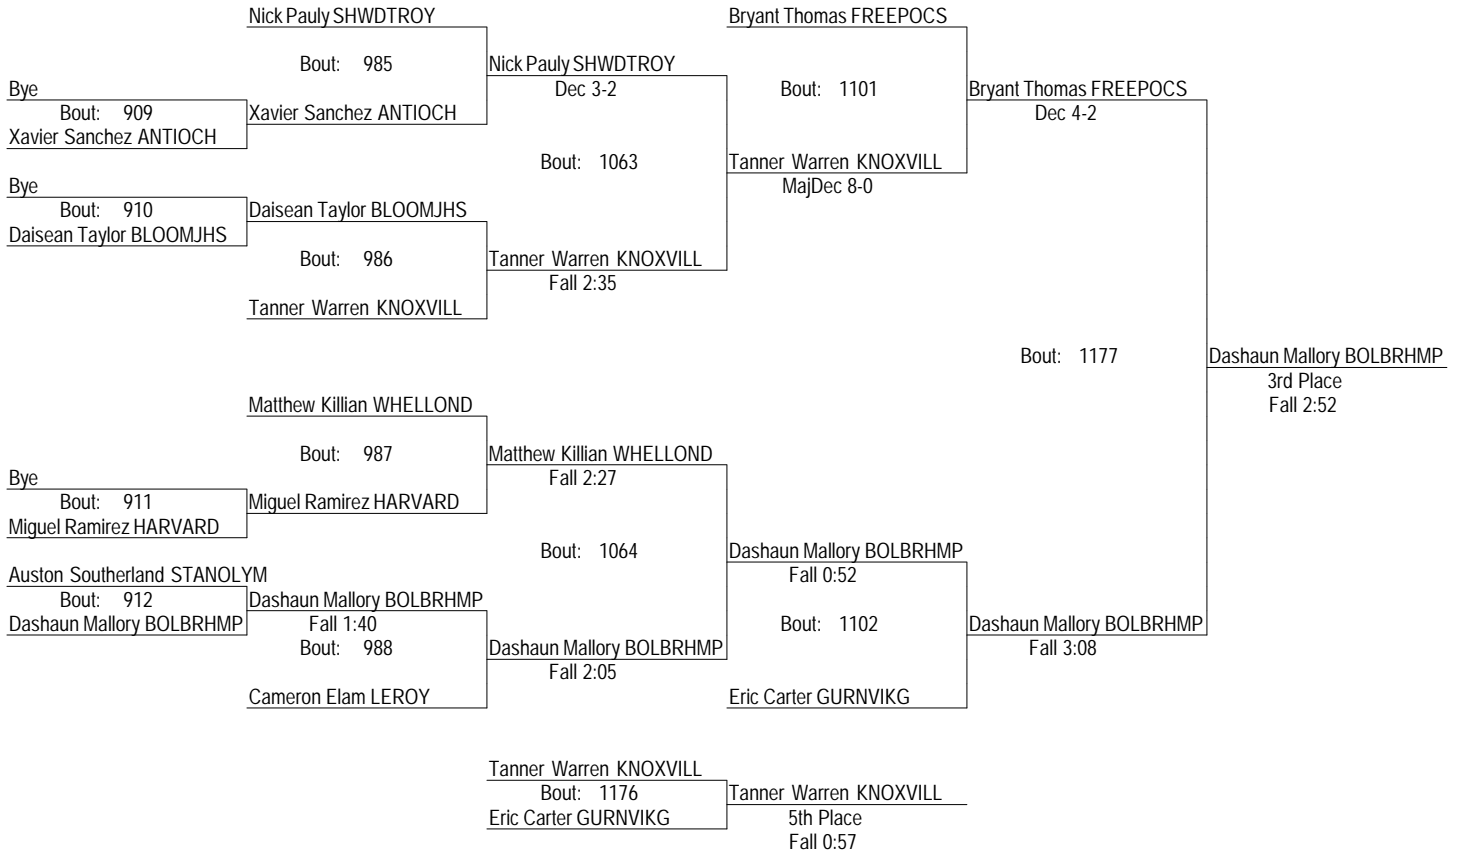 Nick Pauly SHWDTROY
Bryant Thomas FREEPOCS
Bout: 985
Nick Pauly SHWDTROY
Dec 3-2
Bye
Bout: 909
Xavier Sanchez ANTIOCH
Xavier Sanchez ANTIOCH
Bout: 1101
Bryant Thomas FREEPOCS
Dec 4-2
Bout: 1063
Tanner Warren KNOXVILL
MajDec 8-0
Bye
Bout: 910
Daisean Taylor BLOOMJHS
Daisean Taylor BLOOMJHS
Bout: 986
Tanner Warren KNOXVILL
Fall 2:35
Tanner Warren KNOXVILL
Bout: 1177
Dashaun Mallory BOLBRHMP
3rd Place
Fall 2:52
Matthew Killian WHELLOND
Bout: 987
Matthew Killian WHELLOND
Fall 2:27
Bye
Bout: 911
Miguel Ramirez HARVARD
Miguel Ramirez HARVARD
Bout: 1064
Dashaun Mallory BOLBRHMP
Fall 0:52
Auston Southerland STANOLYM
Bout: 912
Dashaun Mallory BOLBRHMP
Dashaun Mallory BOLBRHMP
Fall 1:40
Bout: 988
Dashaun Mallory BOLBRHMP
Fall 2:05
Bout: 1102
Dashaun Mallory BOLBRHMP
Fall 3:08
Cameron Elam LEROY
Eric Carter GURNVIKG
Tanner Warren KNOXVILL
Bout: 1176
Eric Carter GURNVIKG
Tanner Warren KNOXVILL
5th Place
Fall 0:57